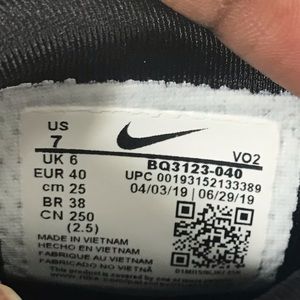 US
7
UK 6
EUR 40
cm 25
BR 38
CN 250
(2.5)
VO2
BQ3123-040
UPC 00193152133389
04/03/19 06/29/19
MADE IN VIETNAM
HECHO EN VIETNAM
FABRIQUE AU VIETNAM
FABRICADO NO VIETNAM